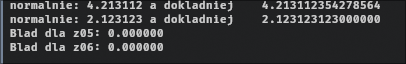 normalnie: 4.213112 a dokladniej    4.213112354278564
normalnie: 2.123123 a dokladniej    2.123123123000000
Blad dla z05: 0.000000
Blad dla z06: 0.000000